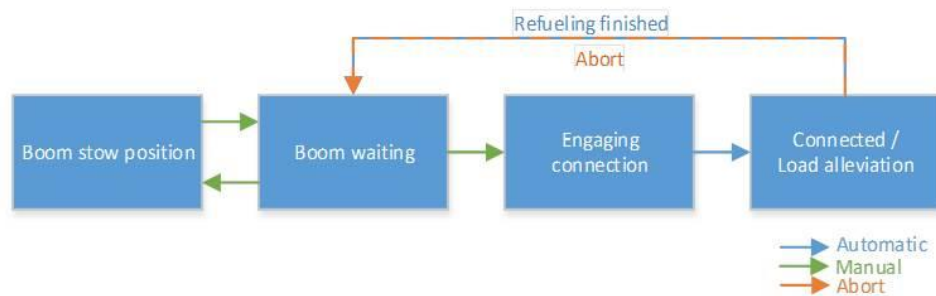 Refueling finished
Abort
Boom stow position
Boom waiting
Engaging
connection
Connected /
Load alleviation
Automatic
Manual
Abort